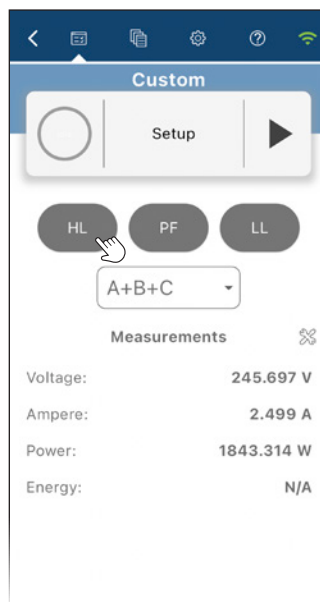 Custom
Setup
HL PF LL
A+B+C
Measurements
Voltage: 245.697 V
Ampere: 2.499 A
Power: 1843.314 W
Energy: N/A